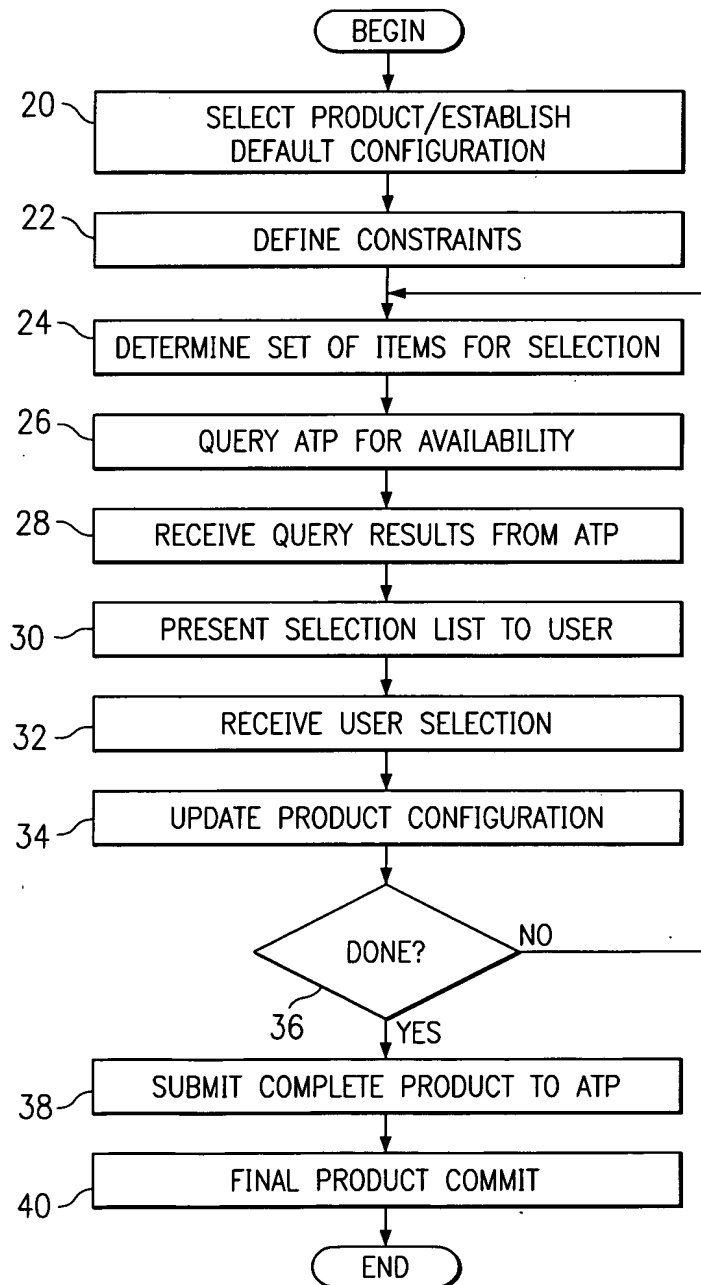 BEGIN
20
SELECT PRODUCT/ESTABLISH
DEFAULT CONFIGURATION
22
DEFINE CONSTRAINTS
24
DETERMINE SET OF ITEMS FOR SELECTION
26
QUERY ATP FOR AVAILABILITY
28
RECEIVE QUERY RESULTS FROM ATP
30
PRESENT SELECTION LIST TO USER
32
RECEIVE USER SELECTION
34
UPDATE PRODUCT CONFIGURATION
DONE?
NO
36
YES
38
SUBMIT COMPLETE PRODUCT TO ATP
40
FINAL PRODUCT COMMIT
END